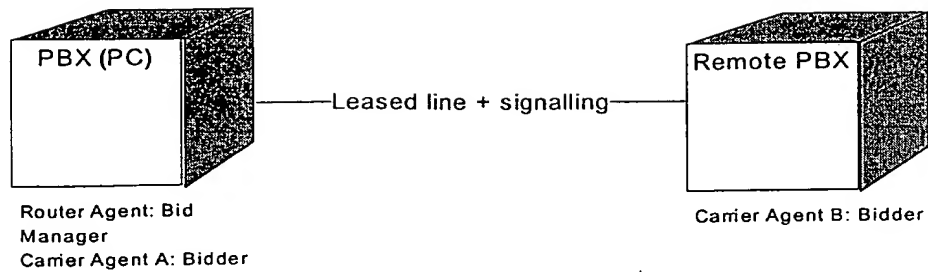 PBX (PC)
Remote PBX
Leased line + signalling
Router Agent: Bid
Manager
Carrier Agent A: Bidder
Carrier Agent B: Bidder